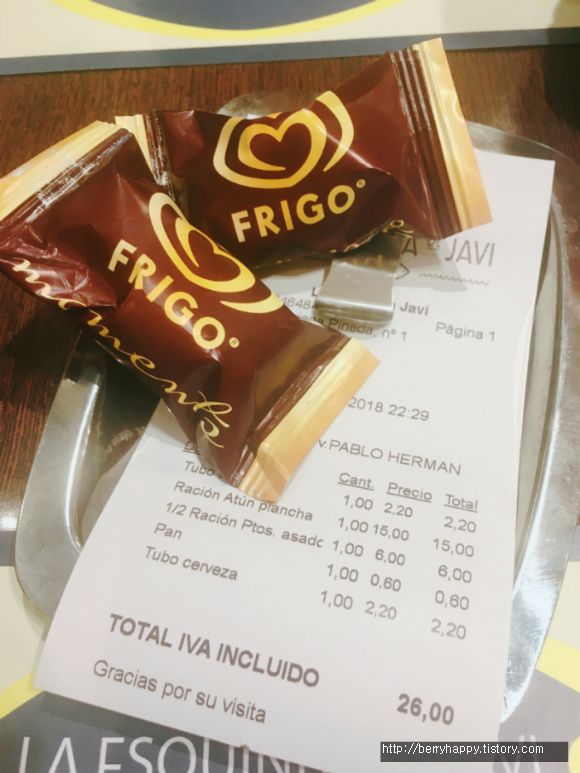 FRIGO®
FRIGO®
moments
A DE JAVI
Javi
Pineda, nº 1 Página 1
2018 22:29
PABLO HERMAN
Cant. Precio Total
Tubo 1,00 2,20 2,20
Ración Atún plancha 1,00 15,00 15,00
1/2 Ración Ptos. asado 1,00 6,00 6,00
Pan 1,00 0,60 0,60
Tubo cerveza 1,00 2,20 2,20
TOTAL IVA INCLUIDO 26,00
Gracias por su visita
LA ESQUIN VI
http://berryhappy.tistory.com